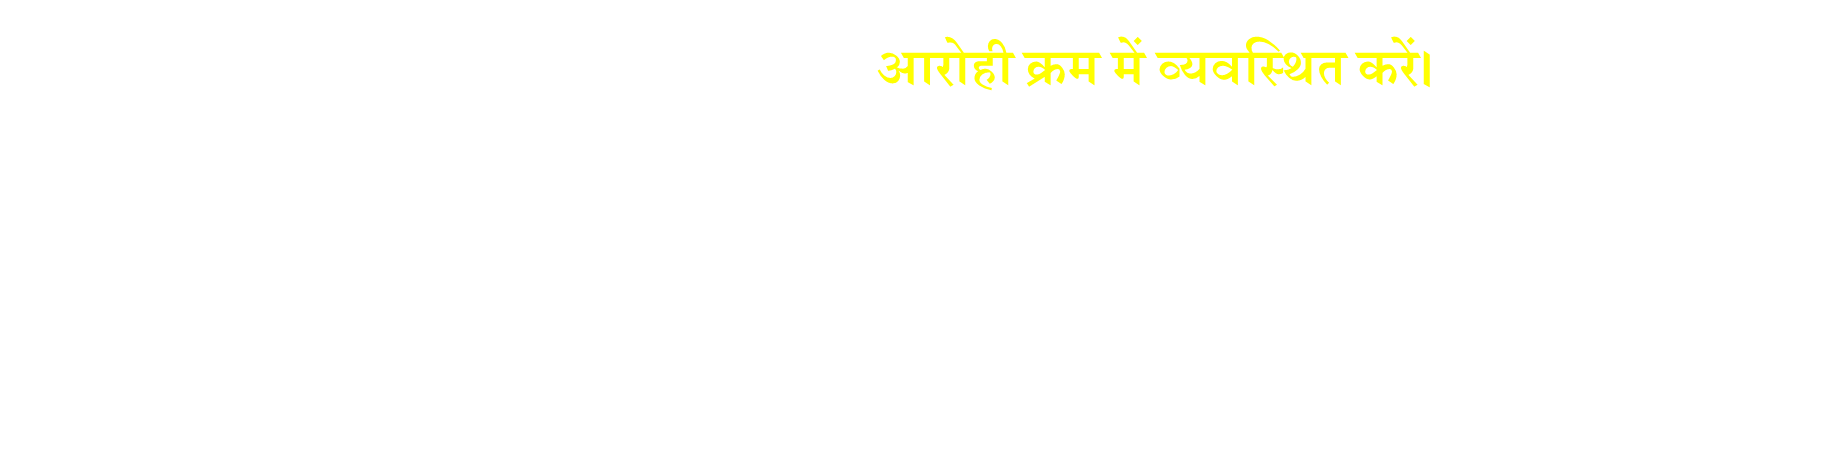 आरोही क्रम में व्यवस्थित करें।